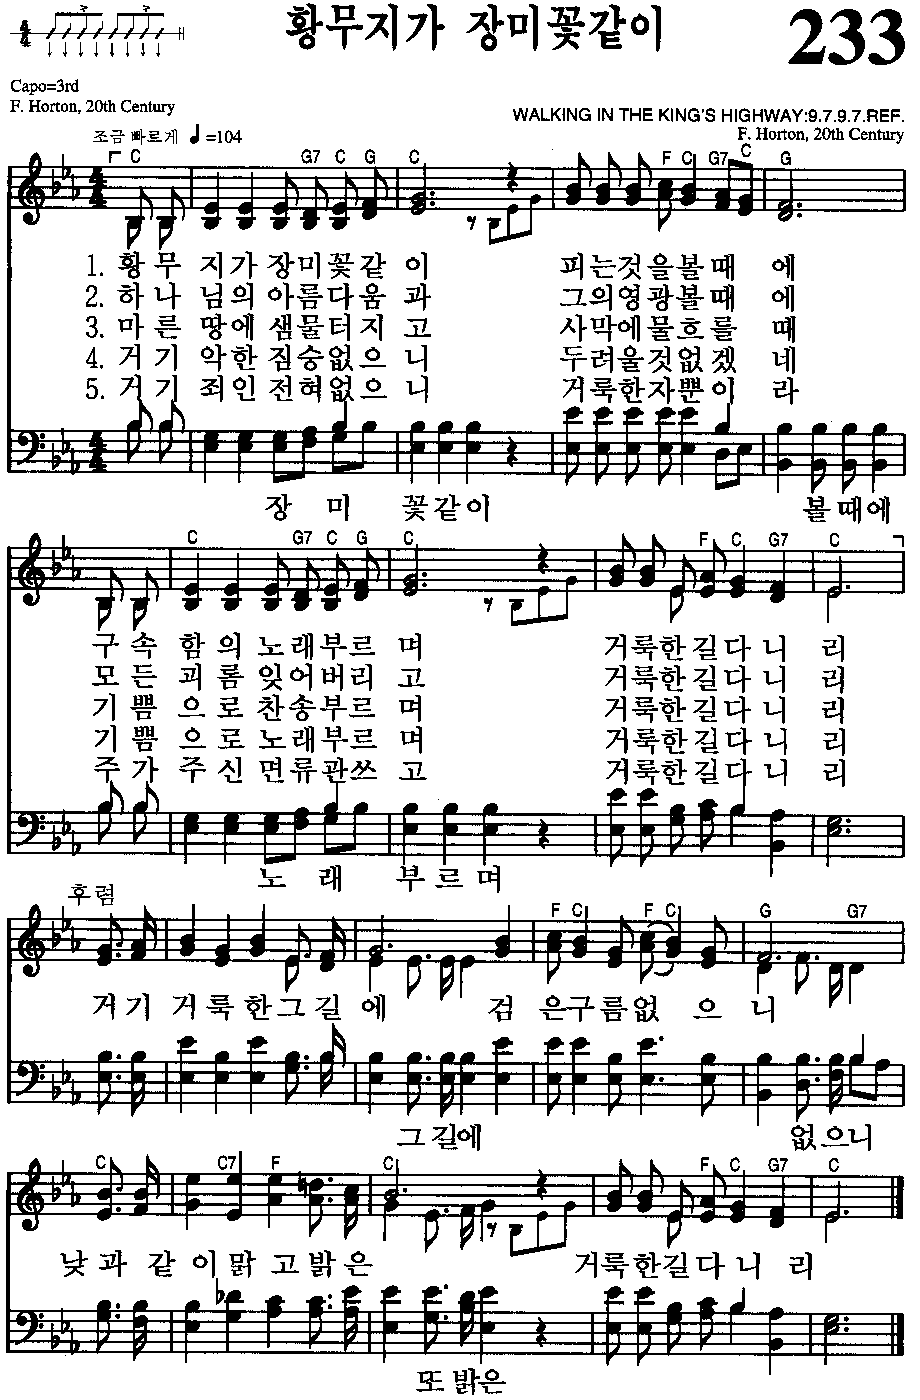 황무지가 장미꽃같이 233
4/4
Capo=3rd
F. Horton, 20th Century
WALKING IN THE KING'S HIGHWAY:9.7.9.7.REF.
조금 빠르게 ♩=104 F. Horton, 20th Century
C G7 C G C F C G7 C G
1. 황무 지가장미꽃같 이 피는것을볼때 에
2. 하나 님의아름다움 과 그의영광볼때 에
3. 마른 땅에샘물터지 고 사막에물흐를 때
4. 거기 악한짐승없으 니 두려울것없겠 네
5. 거기 죄인전혀없으 니 거룩한자뿐이 라
장 미 꽃같이 볼때에
C G7 C G C F C G7 C
구속 함의노래부르 며 거룩한길다니 리
모든 괴롬잊어버리 고 거룩한길다니 리
기쁨 으로찬송부르 며 거룩한길다니 리
기쁨 으로노래부르 며 거룩한길다니 리
주가 주신면류관쓰 고 거룩한길다니 리
노 래 부르며
후렴
F C F C G G7
거기 거룩한그길에 검은구름없으니
그길에 없으니
C C7 F C F C G7 C
낮과 같이맑고밝은 거룩한길다니 리
또 밝은